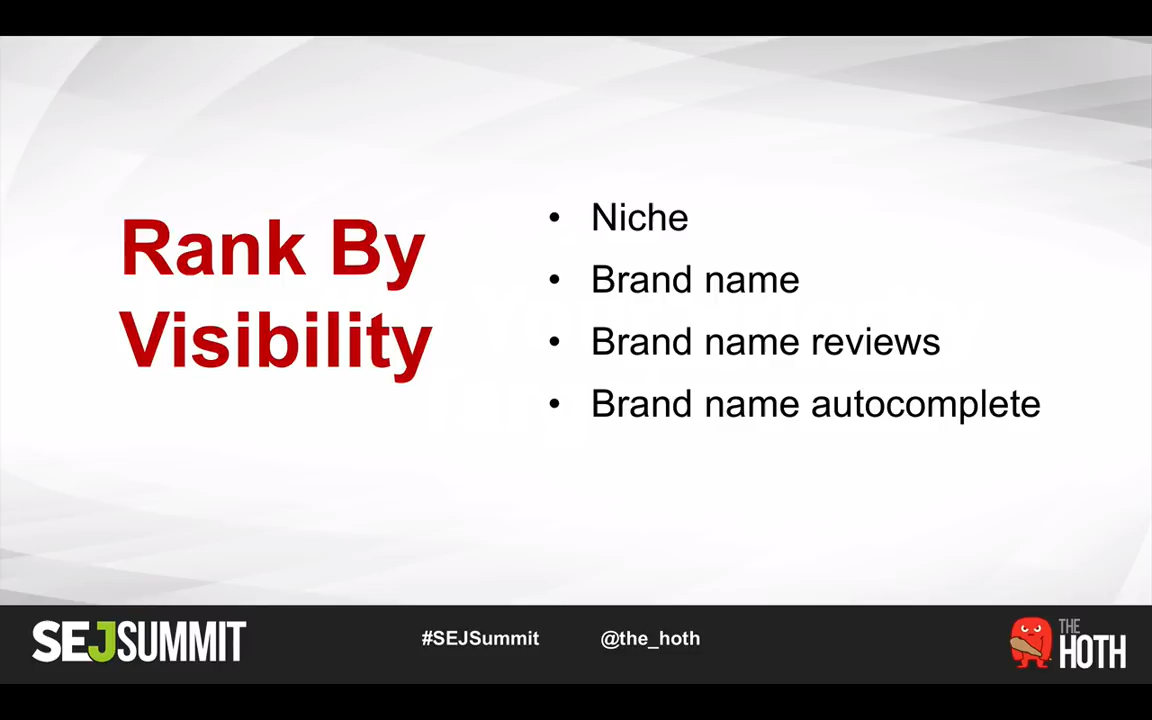 Rank By
Visibility
• Niche
• Brand name
• Brand name reviews
• Brand name autocomplete
SEJSUMMIT
#SEJSummit
@the_hoth
THE
HOTH